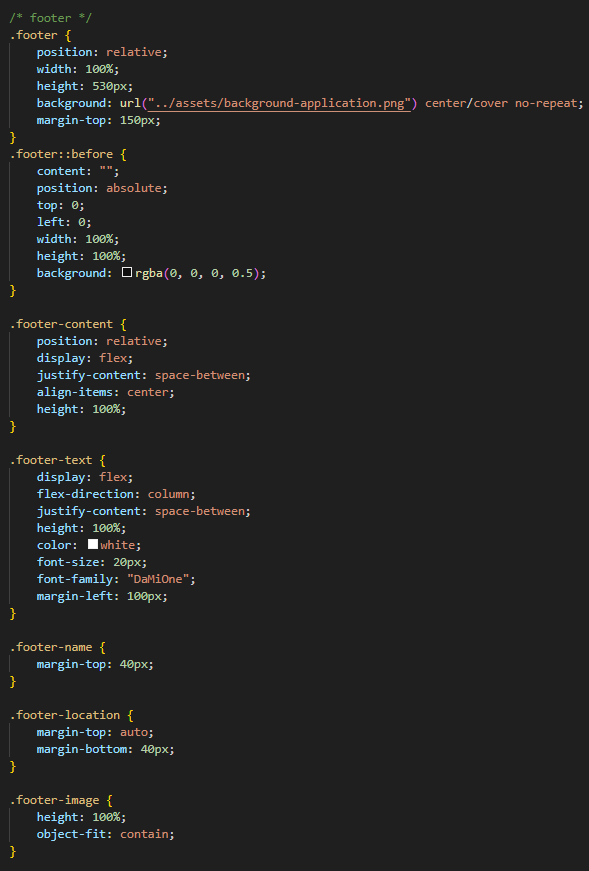 /* footer */
.footer {
    position: relative;
    width: 100%;
    height: 530px;
    background: url("../assets/background-application.png") center/cover no-repeat;
    margin-top: 150px;
}
.footer::before {
    content: "";
    position: absolute;
    top: 0;
    left: 0;
    width: 100%;
    height: 100%;
    background: rgba(0, 0, 0, 0.5);
}

.footer-content {
    position: relative;
    display: flex;
    justify-content: space-between;
    align-items: center;
    height: 100%;
}

.footer-text {
    display: flex;
    flex-direction: column;
    justify-content: space-between;
    height: 100%;
    color: white;
    font-size: 20px;
    font-family: "DaMiOne";
    margin-left: 100px;
}

.footer-name {
    margin-top: 40px;
}

.footer-location {
    margin-top: auto;
    margin-bottom: 40px;
}

.footer-image {
    height: 100%;
    object-fit: contain;
}